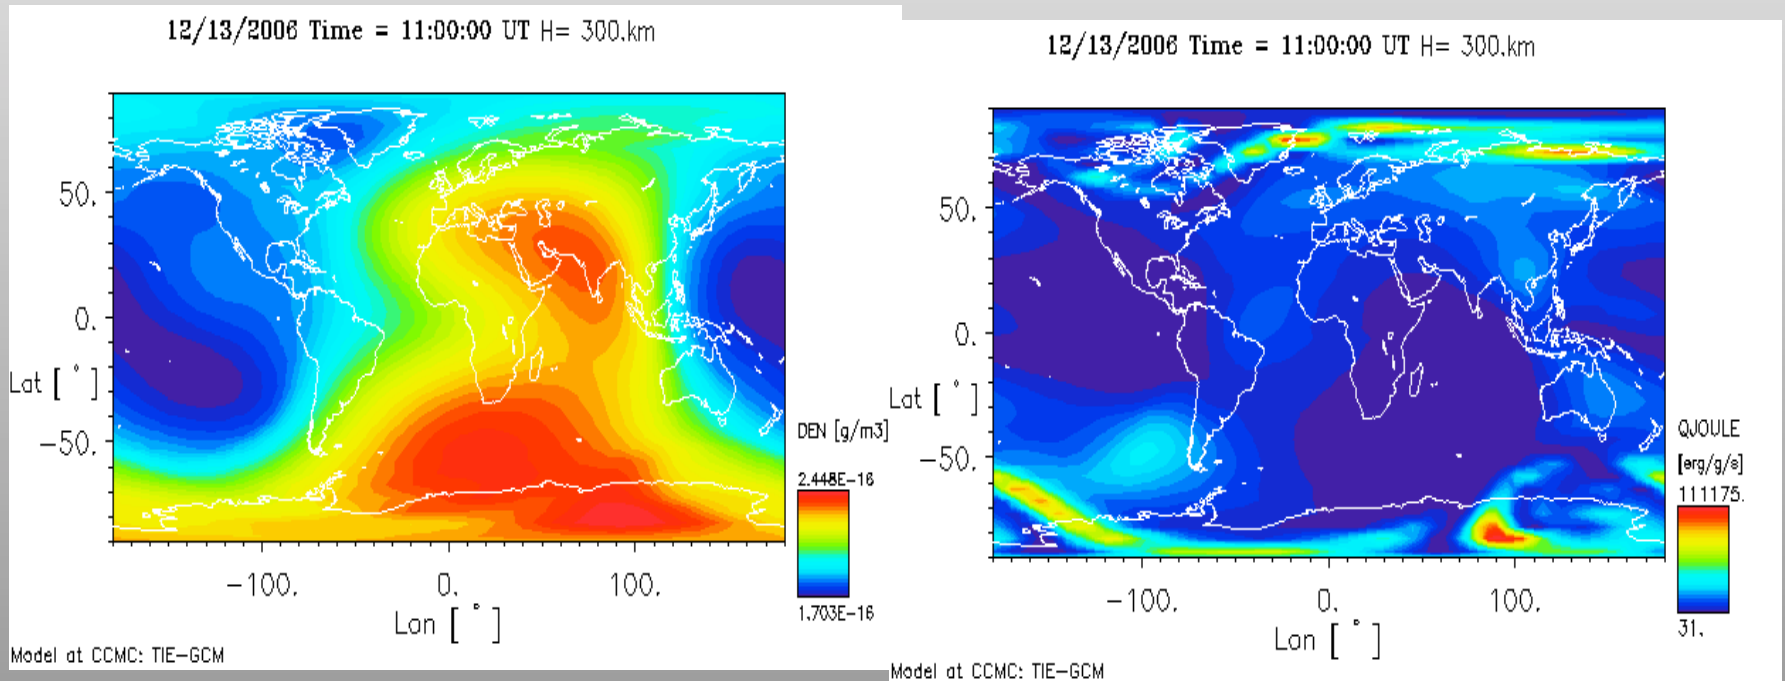 12/13/2006 Time = 11:00:00 UT H= 300.km
50.
0.
Lat [ ° ]
−50.
−100.
0.
100.
Lon [ ° ]
DEN [g/m3]
2.448E−16
1.703E−16
Model at CCMC: TIE−GCM
12/13/2006 Time = 11:00:00 UT H= 300.km
50.
0.
Lat [ ° ]
−50.
−100.
0.
100.
Lon [ ° ]
QJOULE
[erg/g/s]
111175.
31.
Model at CCMC: TIE−GCM